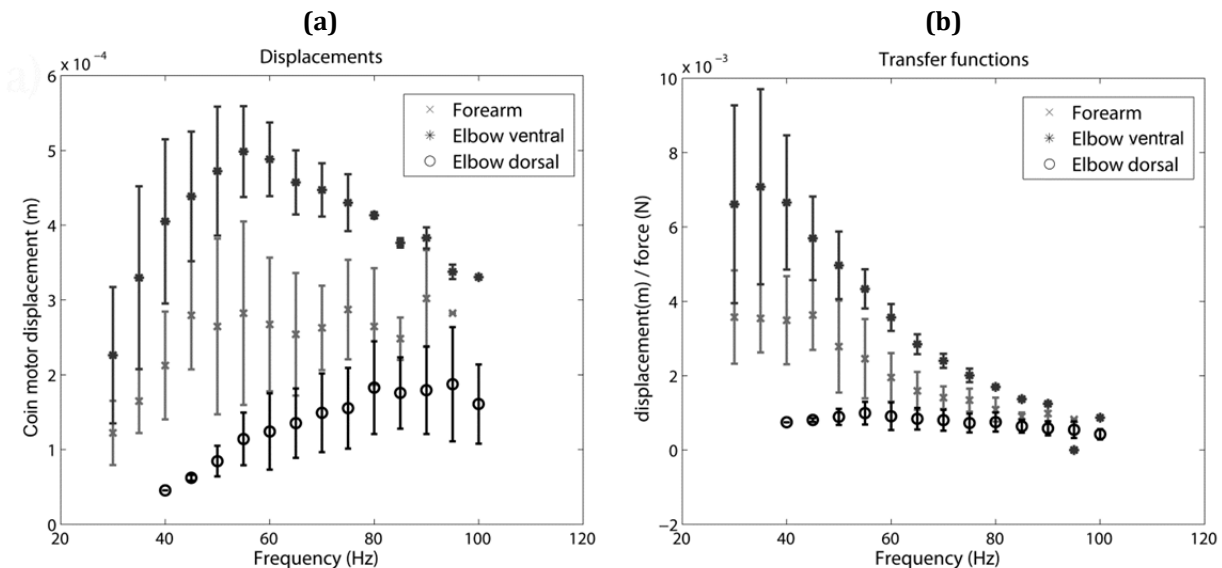 (a)
Displacements
x 10⁻⁴
a)
6
5
4
3
2
1
0
20
40
60
80
100
120
Coin motor displacement (m)
Frequency (Hz)
Forearm
Elbow ventral
Elbow dorsal
(b)
Transfer functions
x 10⁻³
10
8
6
4
2
0
−2
20
40
60
80
100
120
displacement(m) / force (N)
Frequency (Hz)
Forearm
Elbow ventral
Elbow dorsal